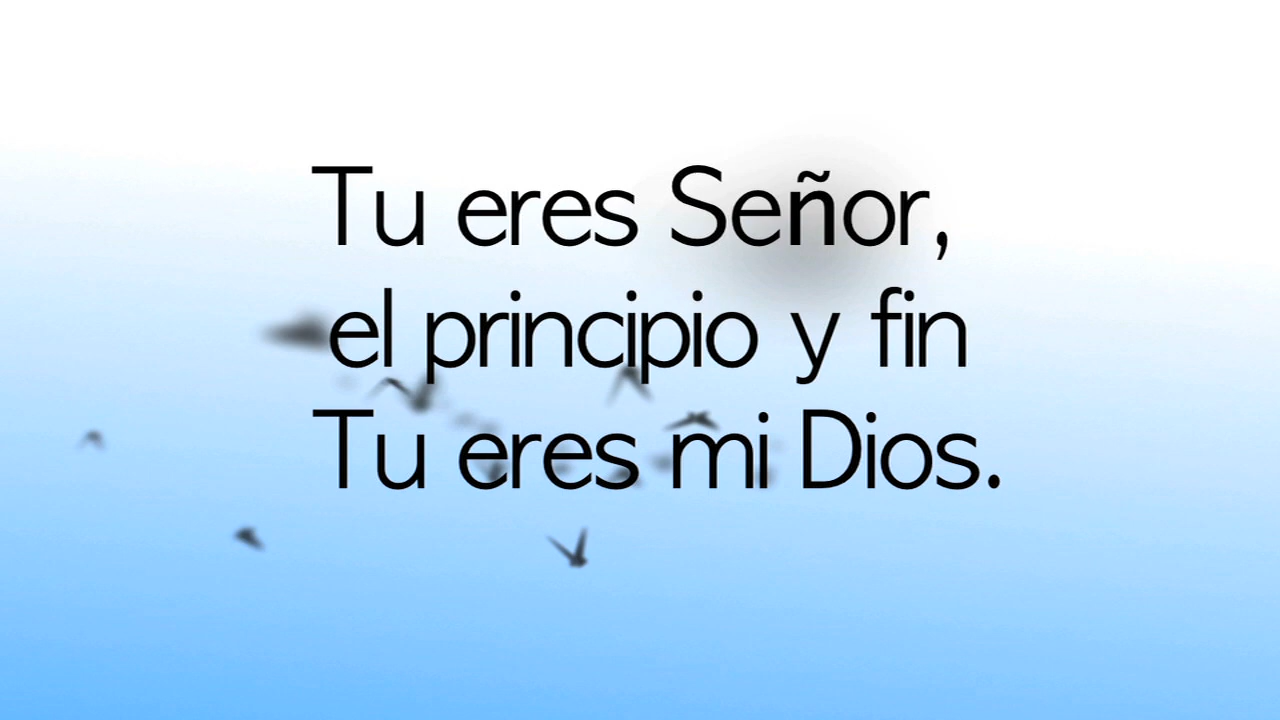 Tu eres Señor,
el principio y fin
Tu eres mi Dios.